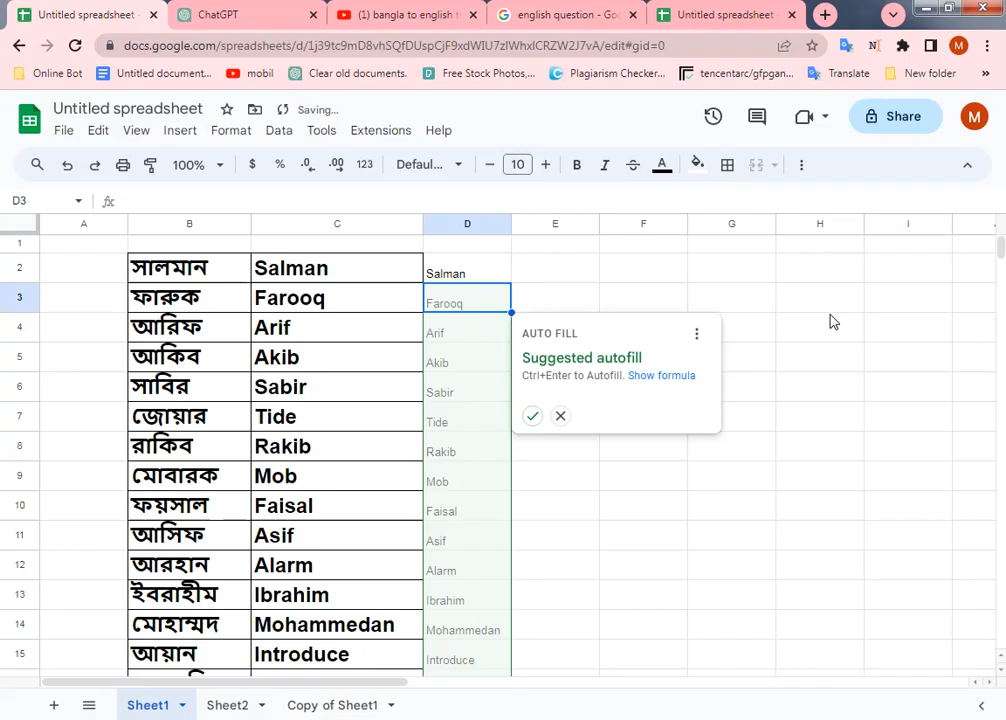 Untitled spreadsheet
ChatGPT
(1) bangla to english t
english question - Goo
Untitled spreadsheet
docs.google.com/spreadsheets/d/1j39tc9mD8vhSQfDUspCjF9xdWIU7zIWhxICRZW2J7vA/edit#gid=0
M
Online Bot
Untitled document...
mobil
Clear old documents.
Free Stock Photos,...
Plagiarism Checker...
tencentarc/gfpgan...
Translate
New folder
»
Untitled spreadsheet
Saving...
File Edit View Insert Format Data Tools Extensions Help
Share
M
100% $ % .0 .00 123 Defaul... 10 B I A
D3 fx
A B C D E F G H I
1
2 সালমান Salman Salman
3 ফারুক Farooq Farooq
4 আরিফ Arif Arif
5 আকিব Akib Akib
6 সাবির Sabir Sabir
7 জোয়ার Tide Tide
8 রাকিব Rakib Rakib
9 মোবারক Mob Mob
10 ফয়সাল Faisal Faisal
11 আসিফ Asif Asif
12 আরহান Alarm Alarm
13 ইবরাহীম Ibrahim Ibrahim
14 মোহাম্মদ Mohammedan Mohammedan
15 আয়ান Introduce Introduce
AUTO FILL
Suggested autofill
Ctrl+Enter to Autofill. Show formula
Sheet1 Sheet2 Copy of Sheet1